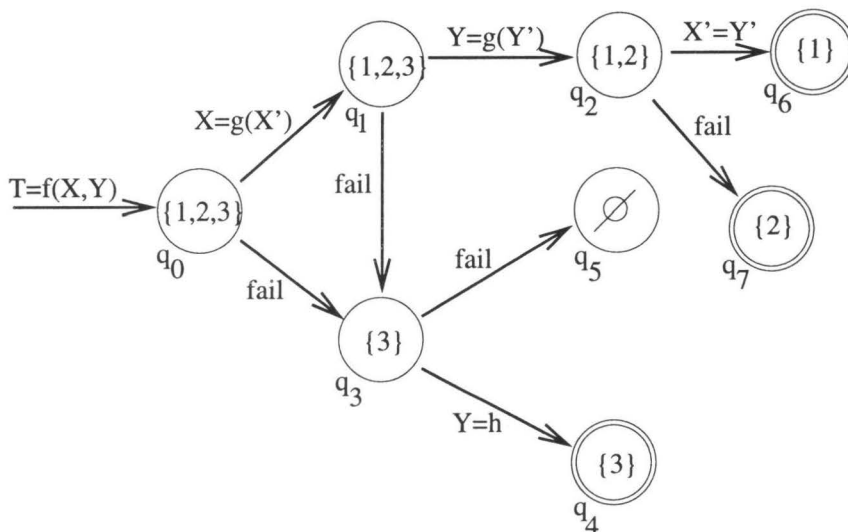 X'=Y'
Y=g(Y')
{1,2,3}
{1,2}
{1}
q1
q2
q6
X=g(X')
fail
fail
T=f(X,Y)
{1,2,3}
∅
{2}
q0
fail
fail
q5
q7
{3}
q3
Y=h
{3}
q4